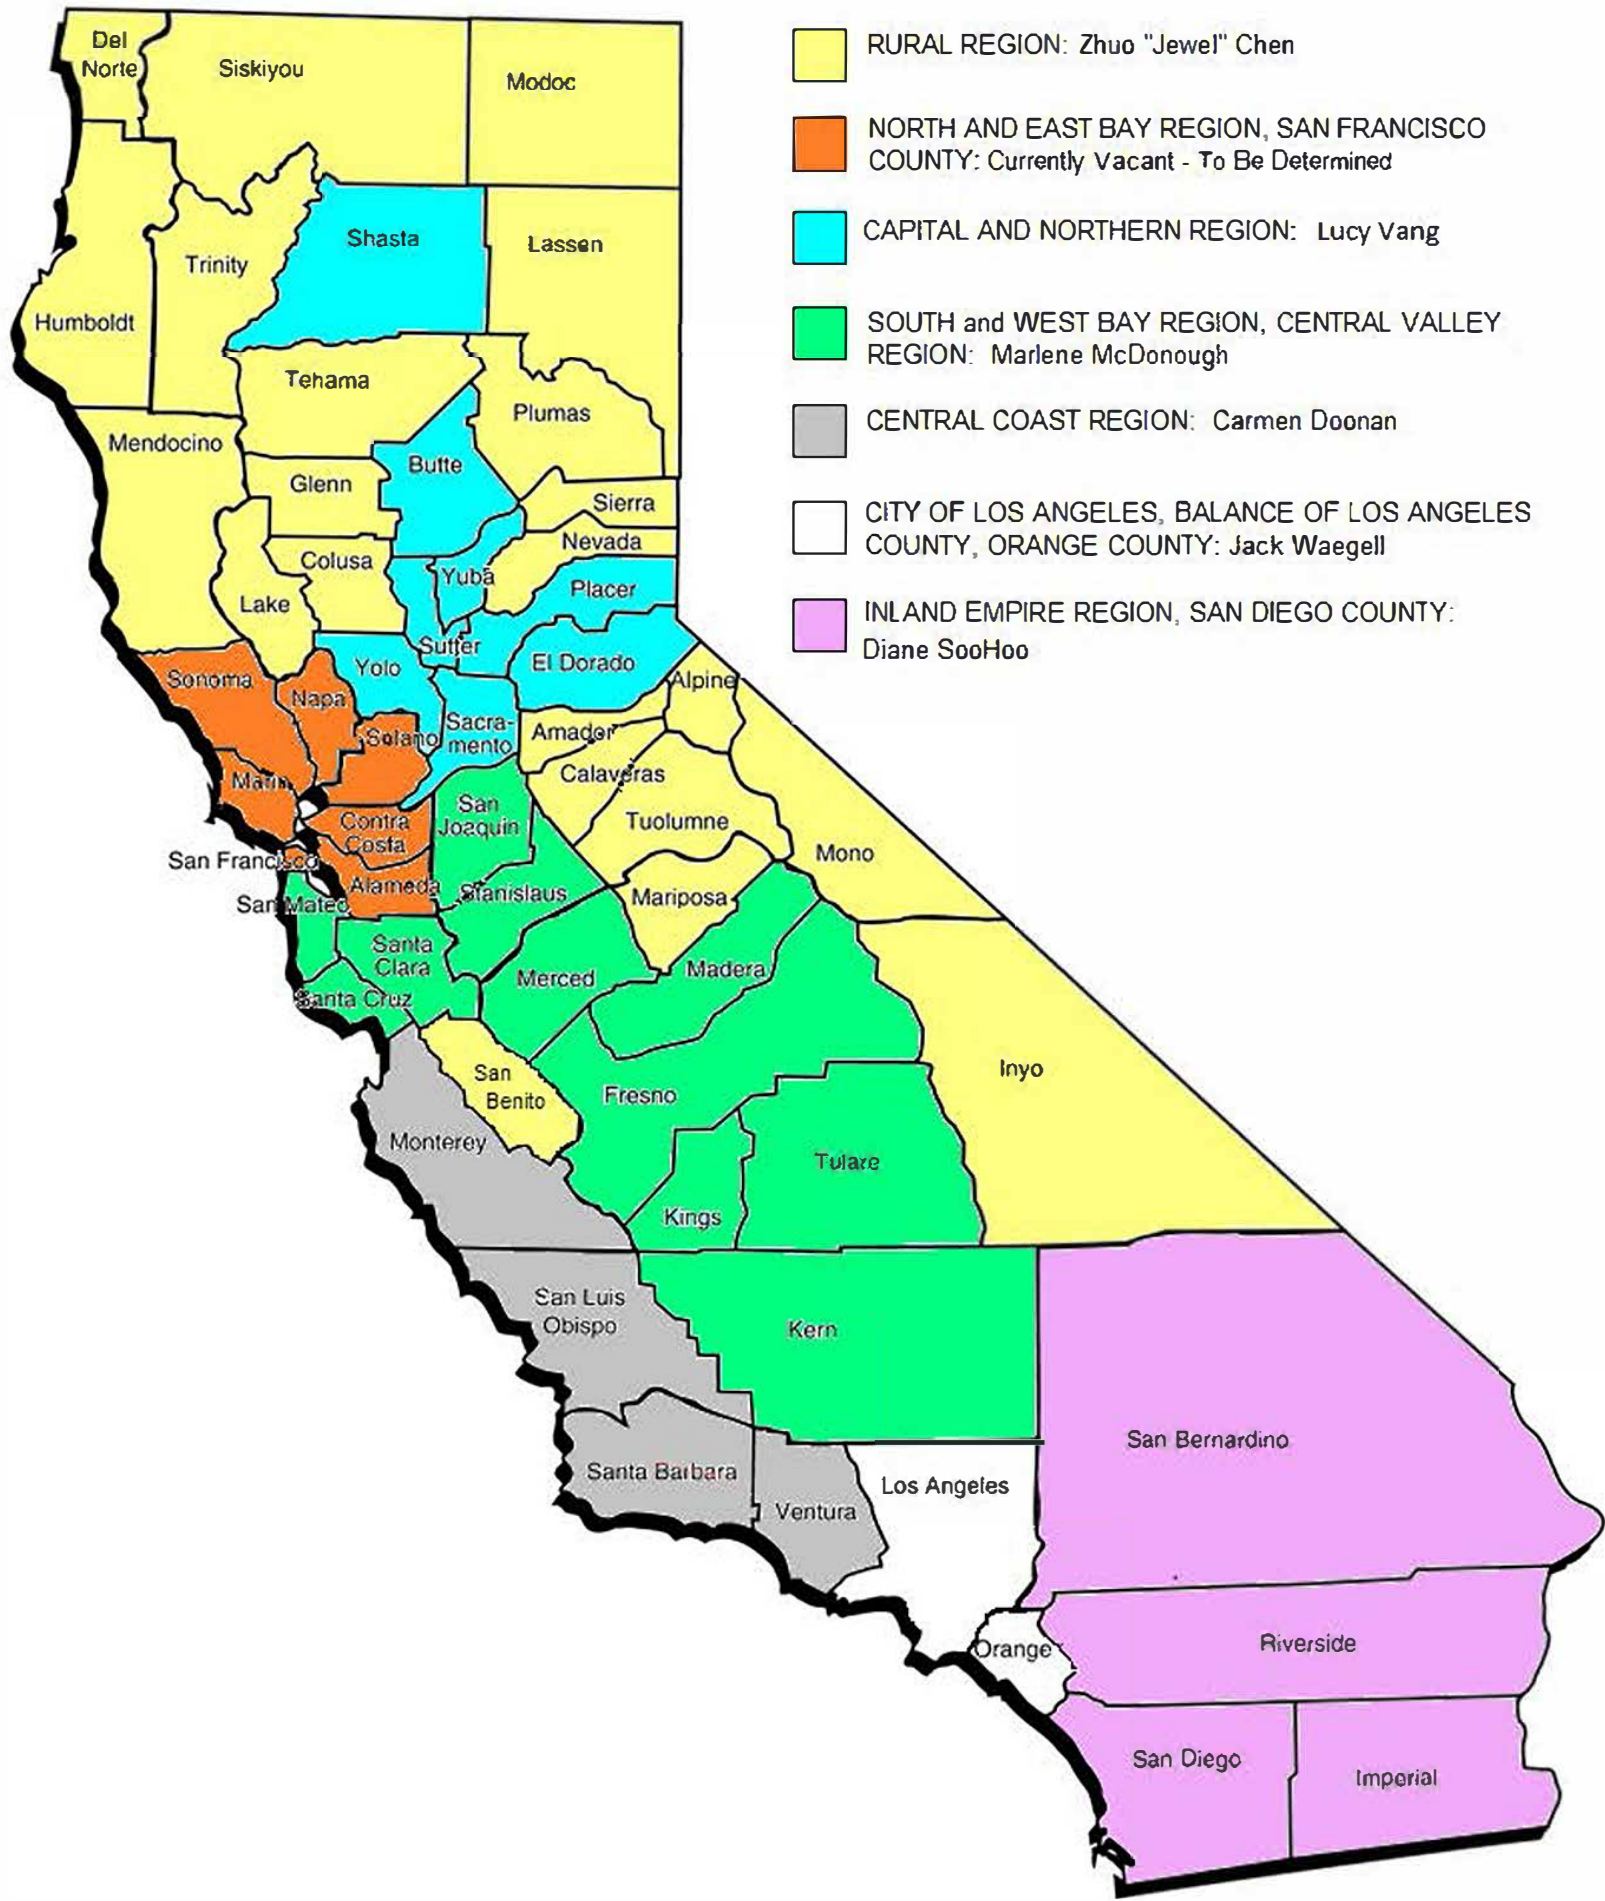 RURAL REGION: Zhuo "Jewel" Chen
NORTH AND EAST BAY REGION, SAN FRANCISCO
COUNTY: Currently Vacant - To Be Determined
CAPITAL AND NORTHERN REGION: Lucy Vang
SOUTH and WEST BAY REGION, CENTRAL VALLEY
REGION: Marlene McDonough
CENTRAL COAST REGION: Carmen Doonan
CITY OF LOS ANGELES, BALANCE OF LOS ANGELES
COUNTY, ORANGE COUNTY: Jack Waegell
INLAND EMPIRE REGION, SAN DIEGO COUNTY:
Diane SooHoo
Del
Norte
Siskiyou
Modoc
Shasta
Lassen
Trinity
Humboldt
Tehama
Plumas
Mendocino
Butte
Glenn
Sierra
Nevada
Colusa
Yuba
Placer
Lake
Sutter
El Dorado
Yolo
Sonoma
Napa
Alpine
Sacra-
mento
Amador
Solano
Calaveras
Marin
San
Joaquin
Contra
Costa
Tuolumne
Mono
San Francisco
Alameda
Stanislaus
Mariposa
San Mateo
Santa
Clara
Merced
Madera
Santa Cruz
San
Benito
Fresno
Inyo
Monterey
Tulare
Kings
San Luis
Obispo
Kern
San Bernardino
Santa Barbara
Ventura
Los Angeles
Orange
Riverside
San Diego
Imperial